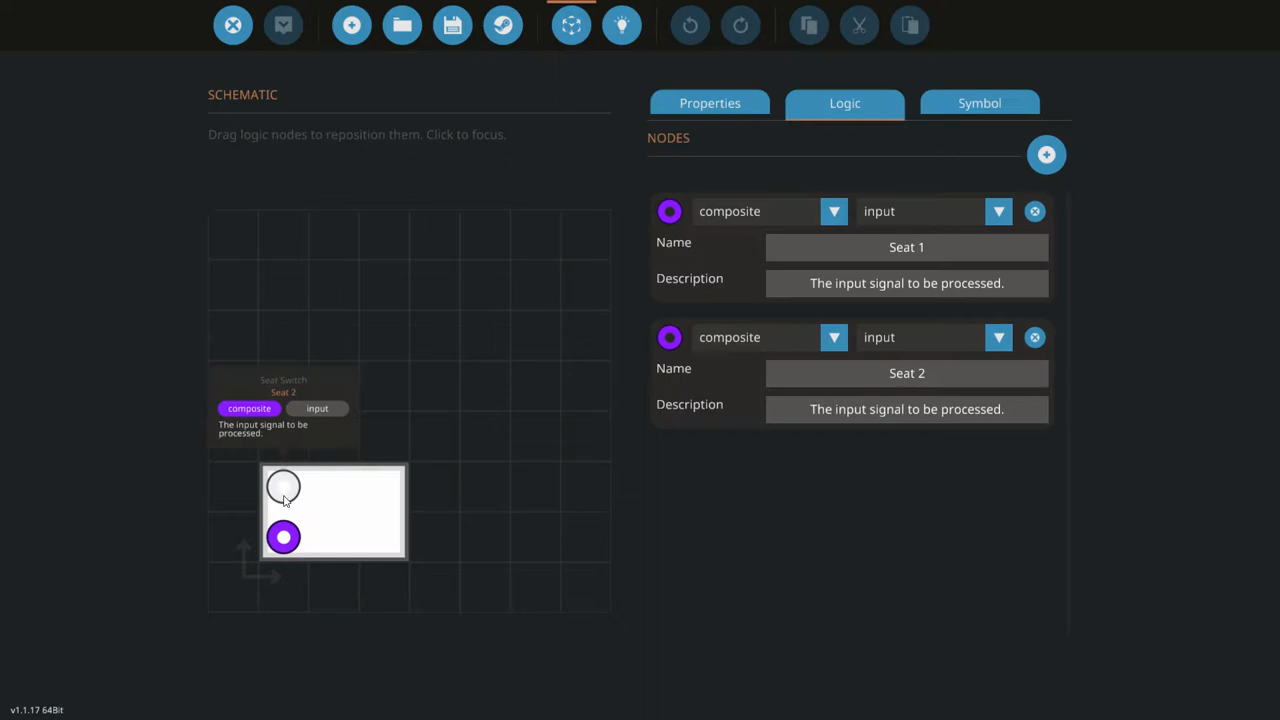 SCHEMATIC
Drag logic nodes to reposition them. Click to focus.
Seat Switch
Seat 2
composite input
The input signal to be
processed.
Properties Logic Symbol
NODES
composite input
Name Seat 1
Description The input signal to be processed.
composite input
Name Seat 2
Description The input signal to be processed.
v1.1.17 64Bit